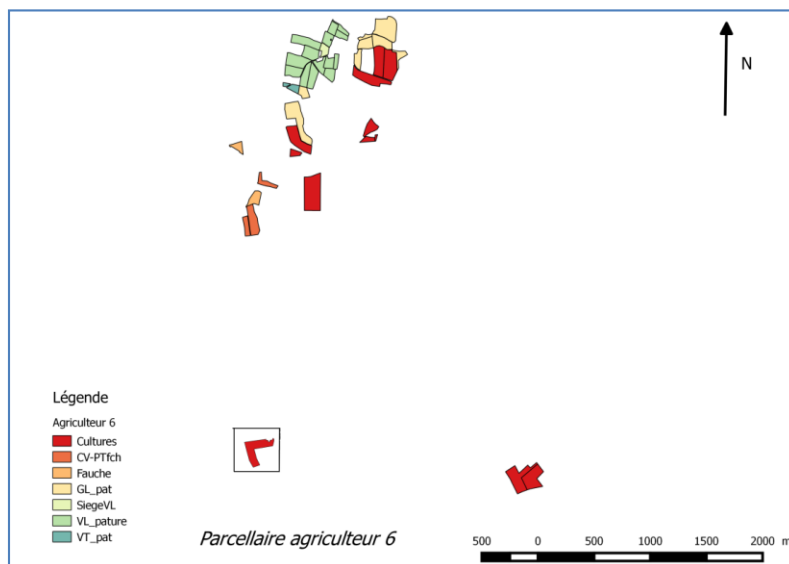 N
Légende
Agriculteur 6
Cultures
CV-PTfch
Fauche
GL_pat
SiegeVL
VL_pature
VT_pat
Parcellaire agriculteur 6
500 0 500 1000 1500 2000 m